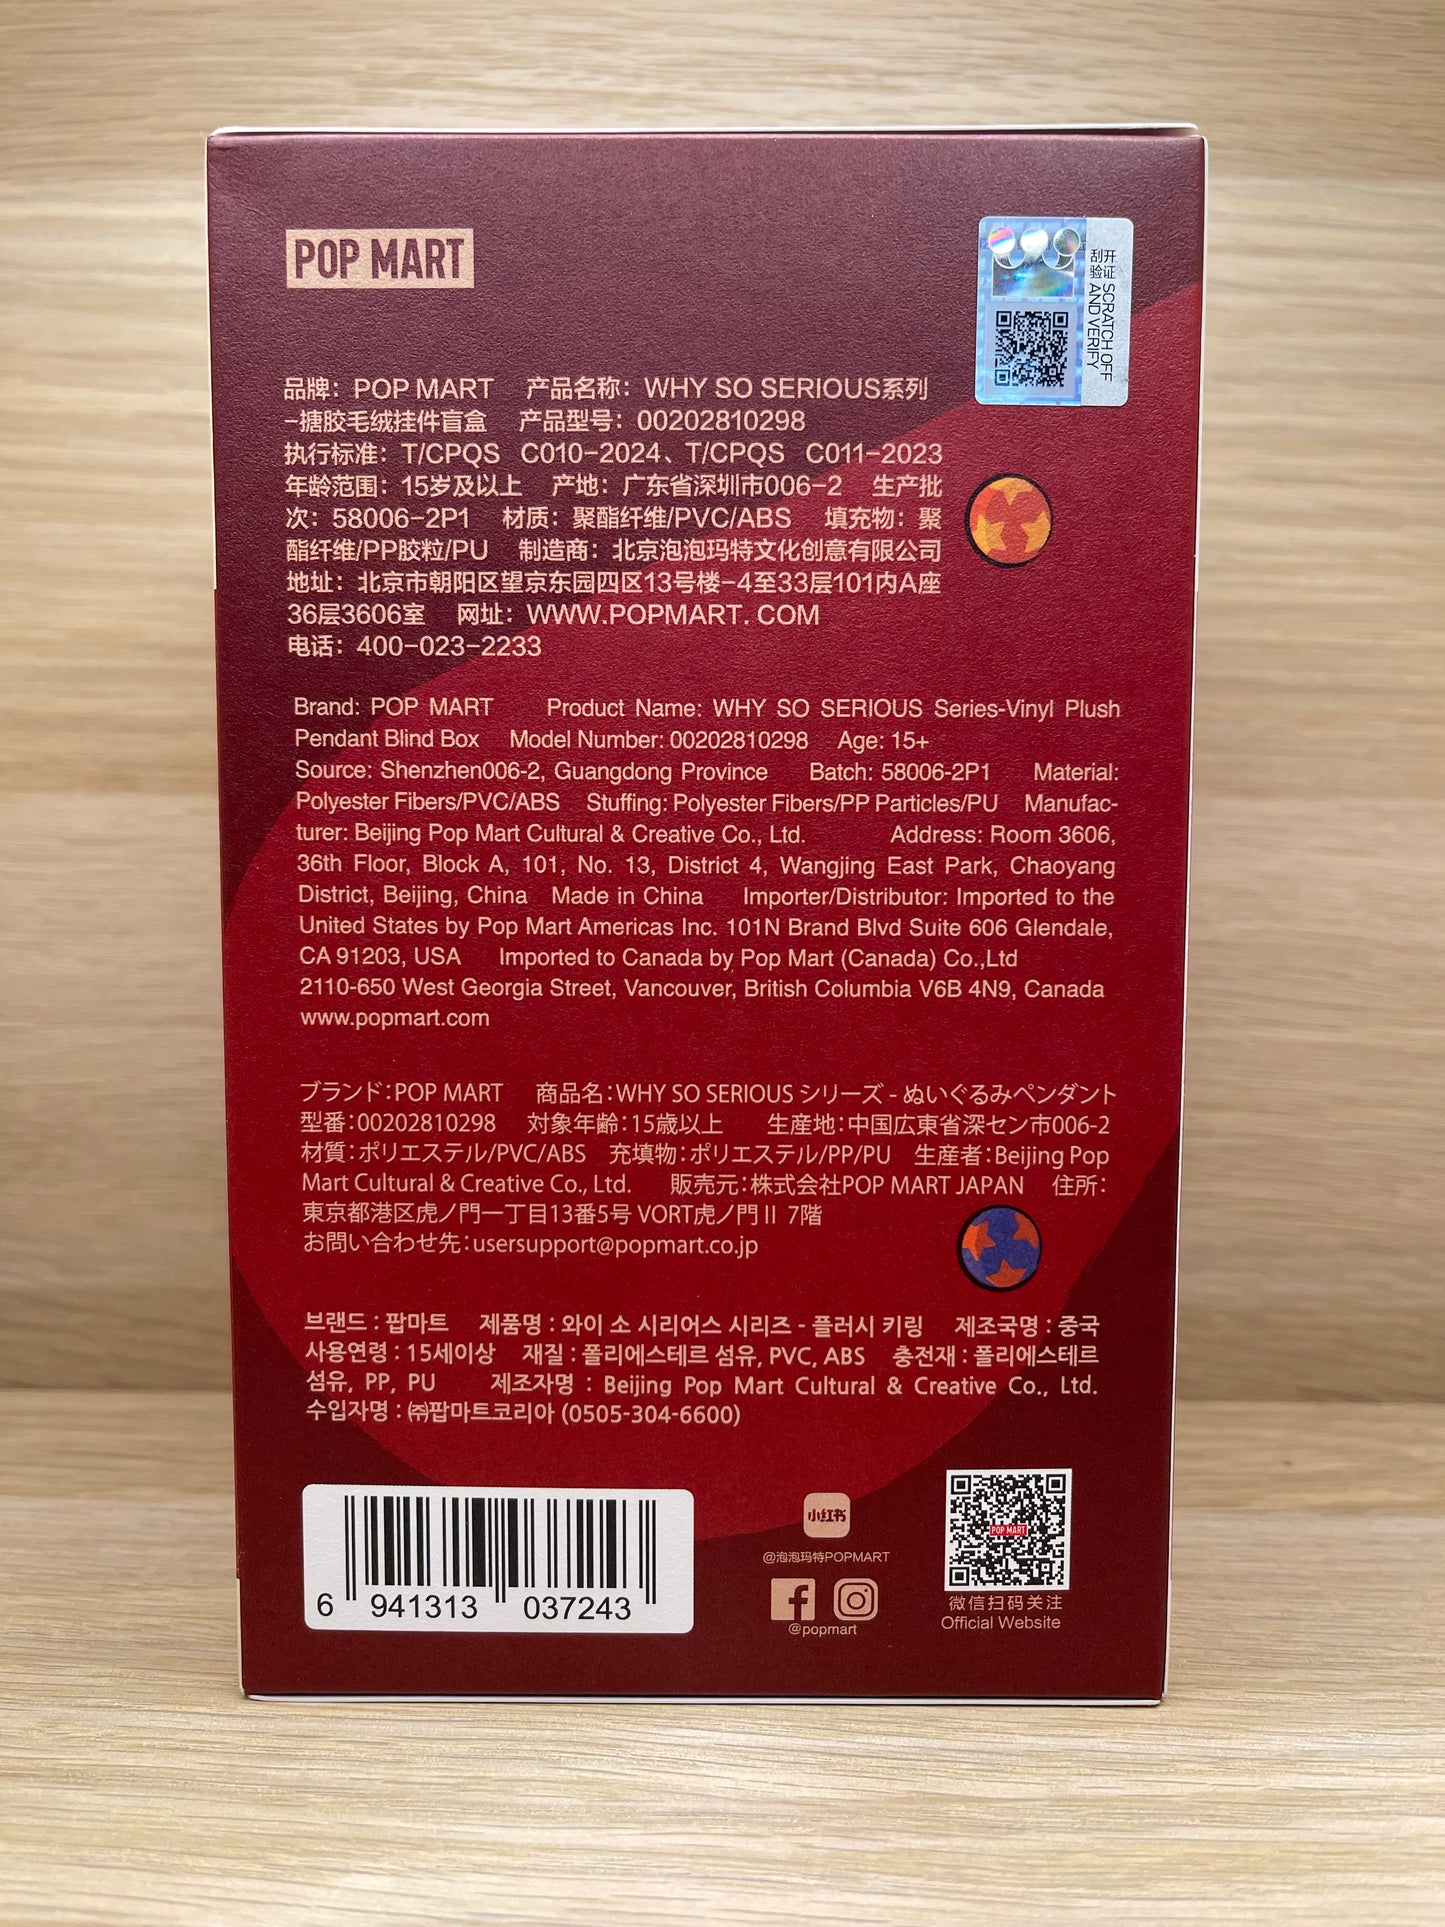 POP MART
开证 SCRATCH OFF
刮验 AND VERIFY
品牌：POP MART 产品名称：WHY SO SERIOUS系列
-搪胶毛绒挂件盲盒 产品型号：00202810298
执行标准：T/CPQS C010-2024、T/CPQS C011-2023
年龄范围：15岁及以上 产地：广东省深圳市006-2 生产批
次：58006-2P1 材质：聚酯纤维/PVC/ABS 填充物：聚
酯纤维/PP胶粒/PU 制造商：北京泡泡玛特文化创意有限公司
地址：北京市朝阳区望京东园四区13号楼-4至33层101内A座
36层3606室 网址：WWW.POPMART. COM
电话：400-023-2233
Brand: POP MART Product Name: WHY SO SERIOUS Series-Vinyl Plush
Pendant Blind Box Model Number: 00202810298 Age: 15+
Source: Shenzhen006-2, Guangdong Province Batch: 58006-2P1 Material:
Polyester Fibers/PVC/ABS Stuffing: Polyester Fibers/PP Particles/PU Manufac-
turer: Beijing Pop Mart Cultural & Creative Co., Ltd. Address: Room 3606,
36th Floor, Block A, 101, No. 13, District 4, Wangjing East Park, Chaoyang
District, Beijing, China Made in China Importer/Distributor: Imported to the
United States by Pop Mart Americas Inc. 101N Brand Blvd Suite 606 Glendale,
CA 91203, USA Imported to Canada by Pop Mart (Canada) Co.,Ltd
2110-650 West Georgia Street, Vancouver, British Columbia V6B 4N9, Canada
www.popmart.com
ブランド：POP MART 商品名：WHY SO SERIOUS シリーズ - ぬいぐるみペンダント
型番：00202810298 対象年齢：15歳以上 生産地：中国広東省深セン市006-2
材質：ポリエステル/PVC/ABS 充填物：ポリエステル/PP/PU 生産者：Beijing Pop
Mart Cultural & Creative Co., Ltd. 販売元：株式会社POP MART JAPAN 住所：
東京都港区虎ノ門一丁目13番5号 VORT虎ノ門Ⅱ 7階
お問い合わせ先：usersupport@popmart.co.jp
브랜드 : 팝마트 제품명 : 와이 소 시리어스 시리즈 - 플러시 키링 제조국명 : 중국
사용연령 : 15세이상 재질 : 폴리에스테르 섬유, PVC, ABS 충전재 : 폴리에스테르
섬유, PP, PU 제조자명 : Beijing Pop Mart Cultural & Creative Co., Ltd.
수입자명 : ㈜팝마트코리아 (0505-304-6600)
6 941313 037243
小红书
@泡泡玛特POPMART
@popmart
POP MART
微信扫码关注
Official Website